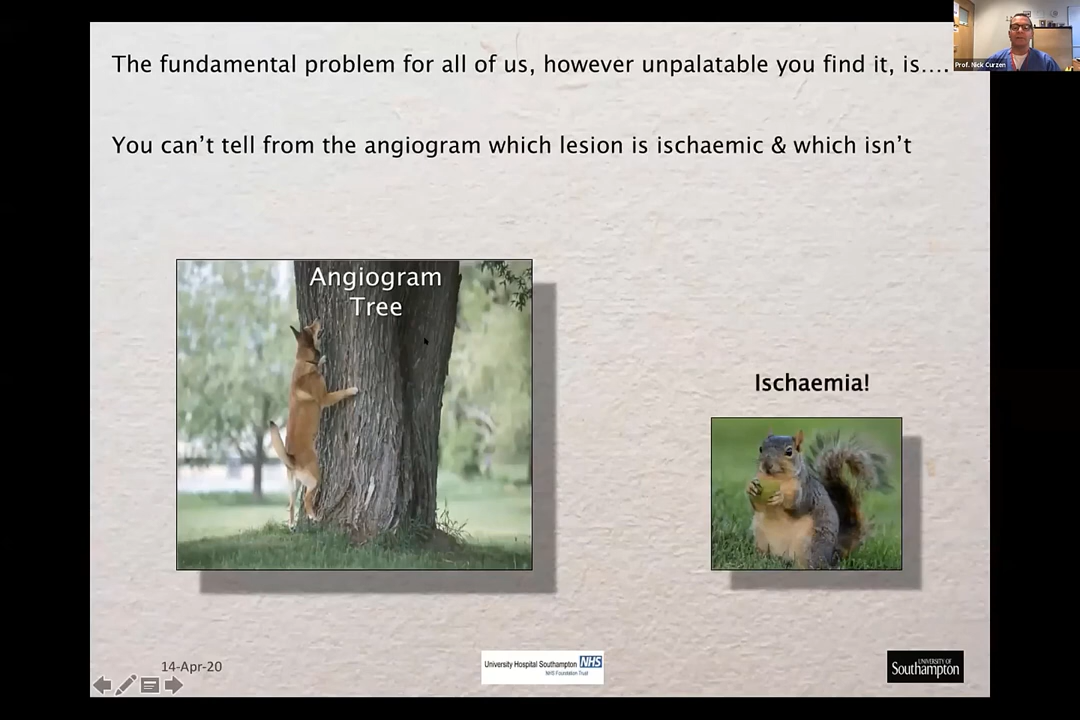 The fundamental problem for all of us, however unpalatable you find it, is....
Prof. Nick Curzen
You can't tell from the angiogram which lesion is ischaemic & which isn't
Angiogram
Tree
Ischaemia!
14-Apr-20
University Hospital Southampton NHS
NHS Foundation Trust
UNIVERSITY OF
Southampton